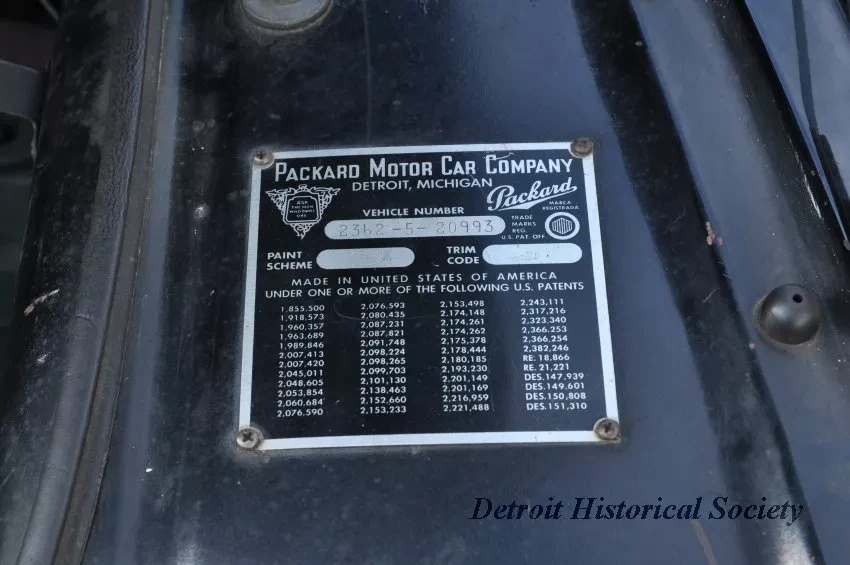 PACKARD MOTOR CAR COMPANY
DETROIT, MICHIGAN
ASK
THE MAN
WHO OWNS
ONE
Packard
MARCA
REGISTRADA
VEHICLE NUMBER
2362-5-20993
TRADE
MARKS
REG.
U.S. PAT. OFF.
PAINT
SCHEME
A
TRIM
CODE
MADE IN UNITED STATES OF AMERICA
UNDER ONE OR MORE OF THE FOLLOWING U.S. PATENTS
1,855,500 2,076,593 2,153,498 2,243,111
1,918,573 2,080,435 2,174,148 2,317,216
1,960,357 2,087,231 2,174,261 2,323,340
1,963,689 2,087,821 2,174,262 2,366,253
1,989,846 2,091,748 2,175,378 2,366,254
2,007,413 2,098,224 2,178,444 2,382,246
2,007,420 2,098,265 2,180,185 RE. 18,866
2,045,011 2,099,703 2,193,230 RE. 21,221
2,048,605 2,101,130 2,201,149 DES.147,939
2,053,854 2,138,463 2,201,169 DES.149,601
2,060,684 2,152,660 2,216,959 DES.150,808
2,076,590 2,153,233 2,221,488 DES.151,310
Detroit Historical Society